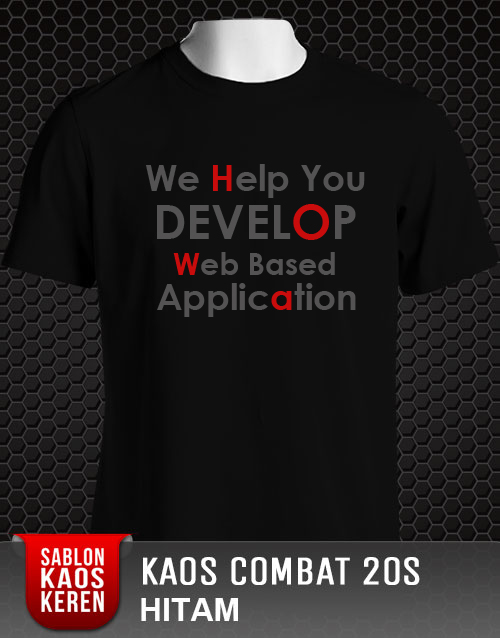 We Help You
DEVELOP
Web Based
Application
SABLON
KAOS
KEREN
KAOS COMBAT 20S
HITAM